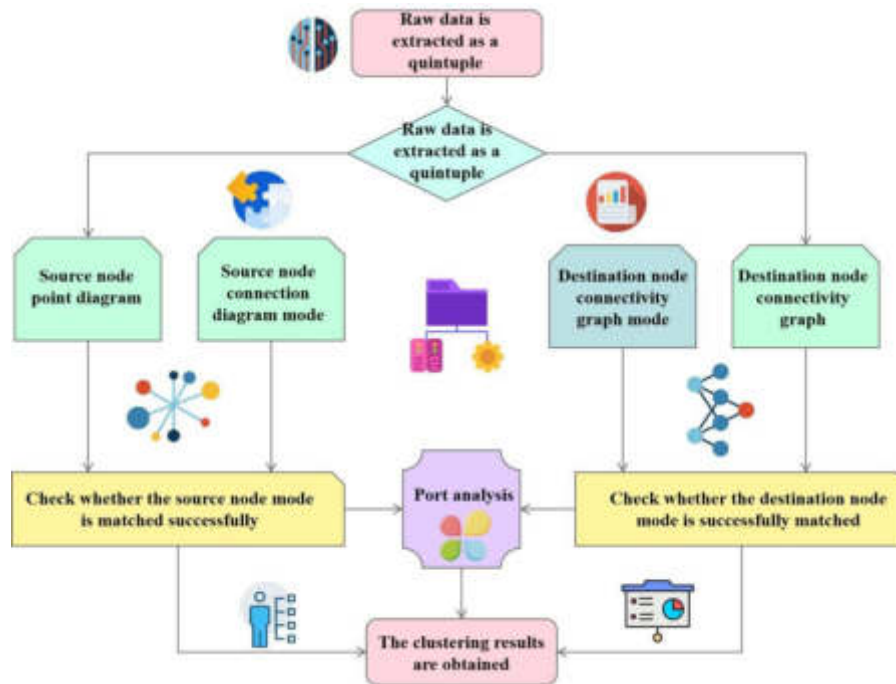 Raw data is
extracted as a
quintuple
Raw data is
extracted as a
quintuple
Source node
point diagram
Source node
connection
diagram mode
Destination node
connectivity
graph mode
Destination node
connectivity
graph
Check whether the source node mode
is matched successfully
Port analysis
Check whether the destination node
mode is successfully matched
The clustering results
are obtained